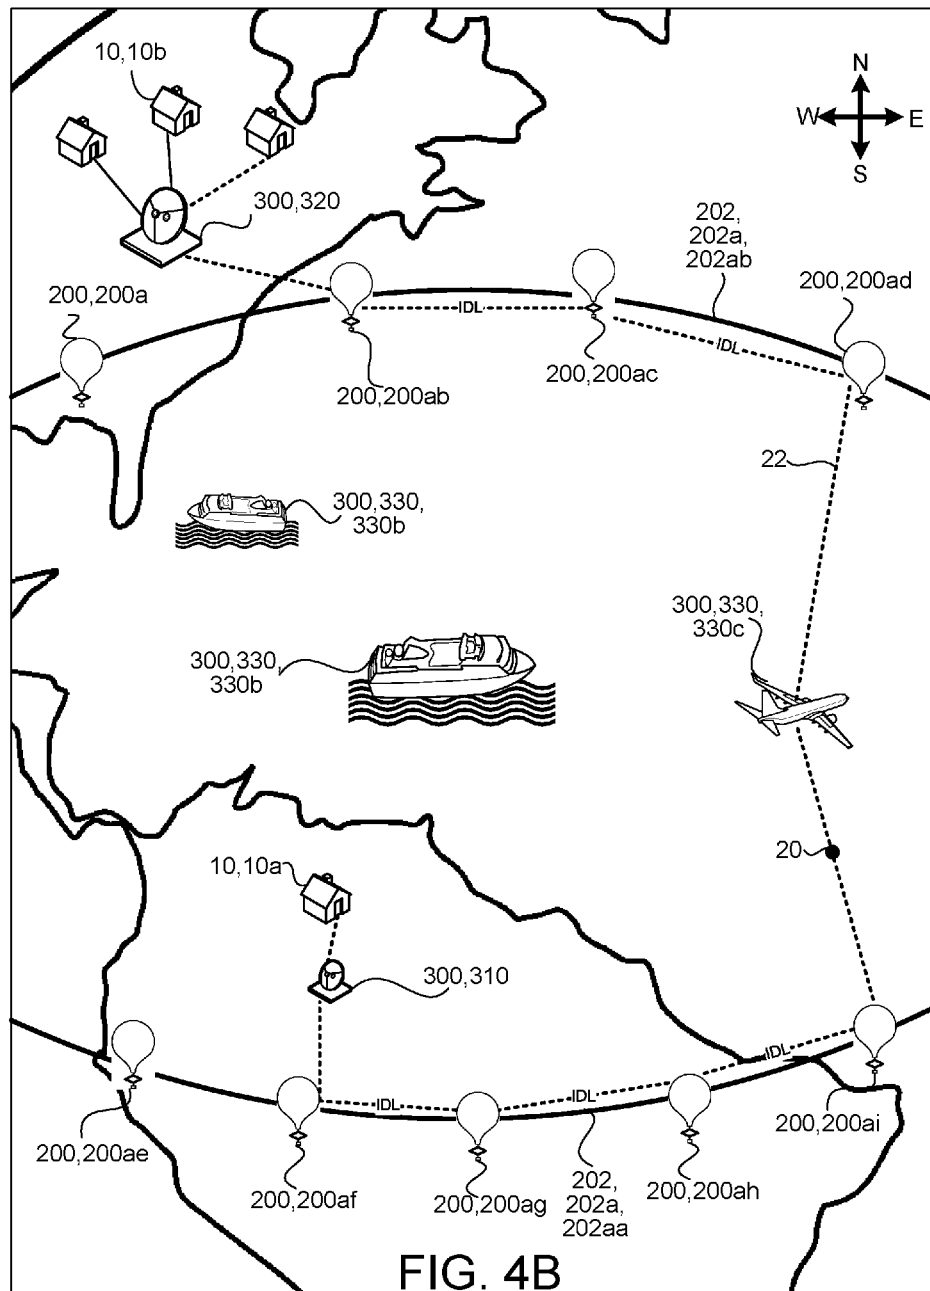 10,10b
N
W
E
S
300,320
202,
202a,
202ab
200,200a
200,200ad
IDL
IDL
200,200ab
200,200ac
22
300,330,
330b
300,330,
330c
300,330,
330b
20
10,10a
300,310
IDL
IDL
IDL
200,200ae
200,200af
200,200ag
202,
202a,
202aa
200,200ah
200,200ai
FIG. 4B